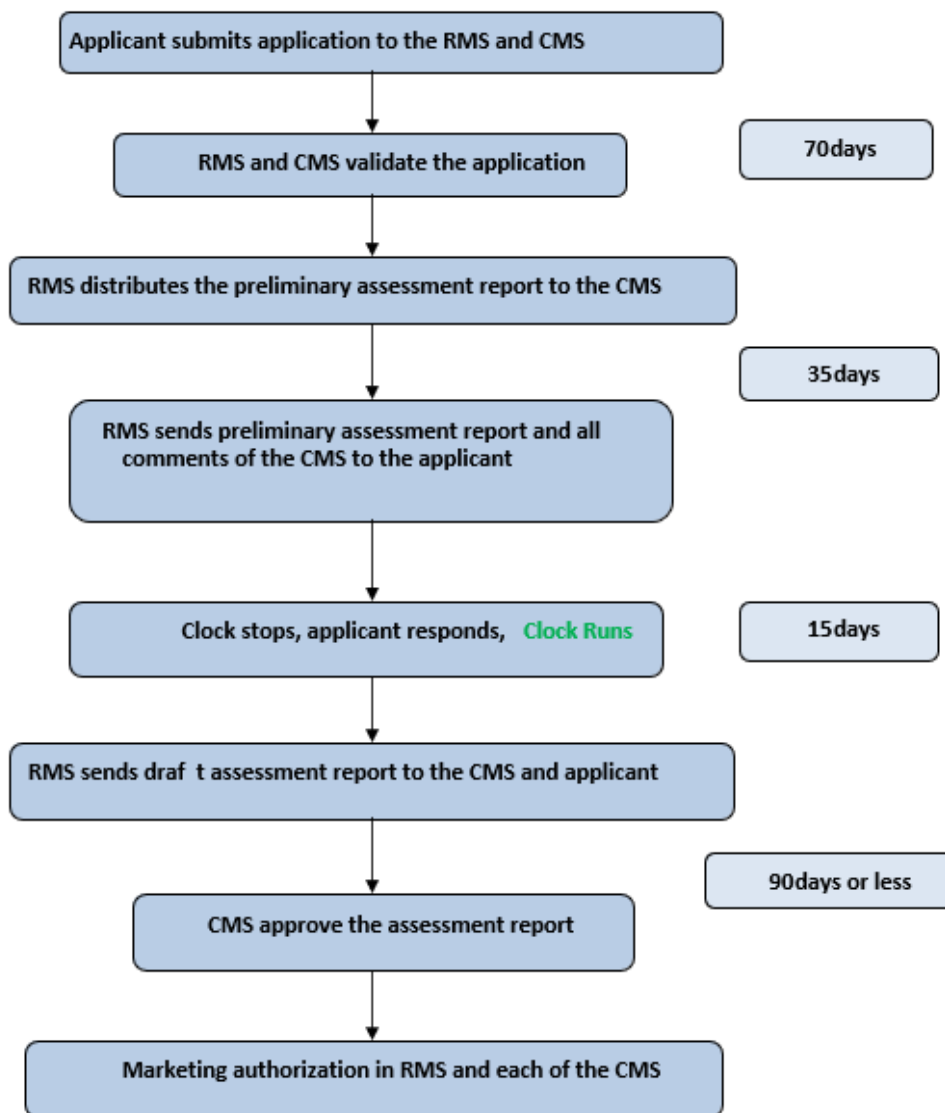 Applicant submits application to the RMS and CMS
RMS and CMS validate the application
70days
RMS distributes the preliminary assessment report to the CMS
35days
RMS sends preliminary assessment report and all
comments of the CMS to the applicant
Clock stops, applicant responds, Clock Runs
15days
RMS sends draf t assessment report to the CMS and applicant
90days or less
CMS approve the assessment report
Marketing authorization in RMS and each of the CMS